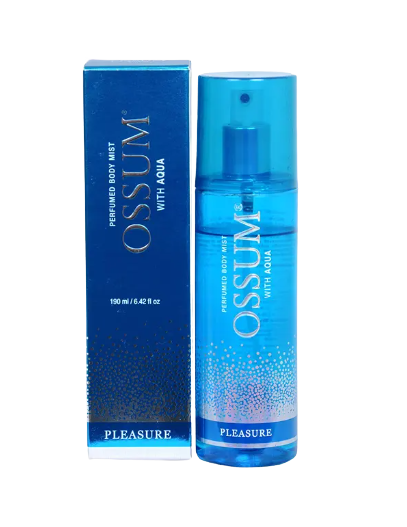 PERFUMED BODY MIST
OSSUM®
WITH AQUA
190 ml / 6.42 fl oz
PLEASURE
PERFUMED BODY MIST
OSSUM®
WITH AQUA
PLEASURE